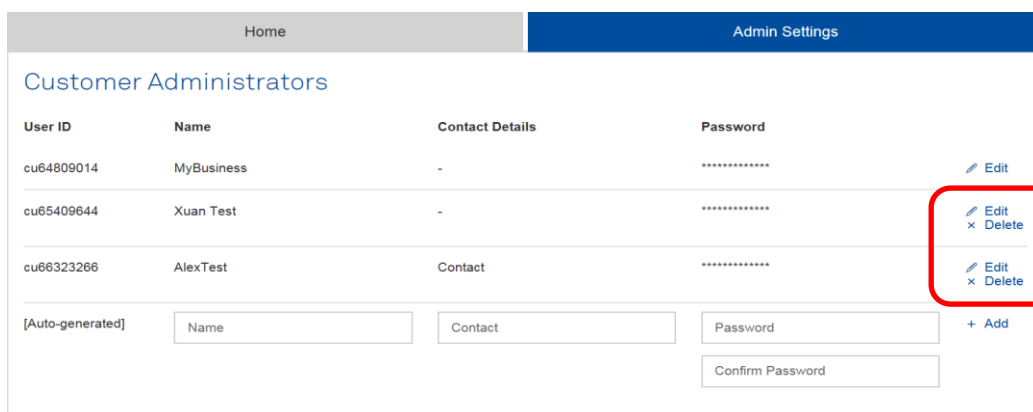 Home Admin Settings
Customer Administrators
User ID Name Contact Details Password
cu64809014 MyBusiness - ************* Edit
cu65409644 Xuan Test - ************* Edit
× Delete
cu66323266 AlexTest Contact ************* Edit
× Delete
[Auto-generated] Name Contact Password + Add
Confirm Password